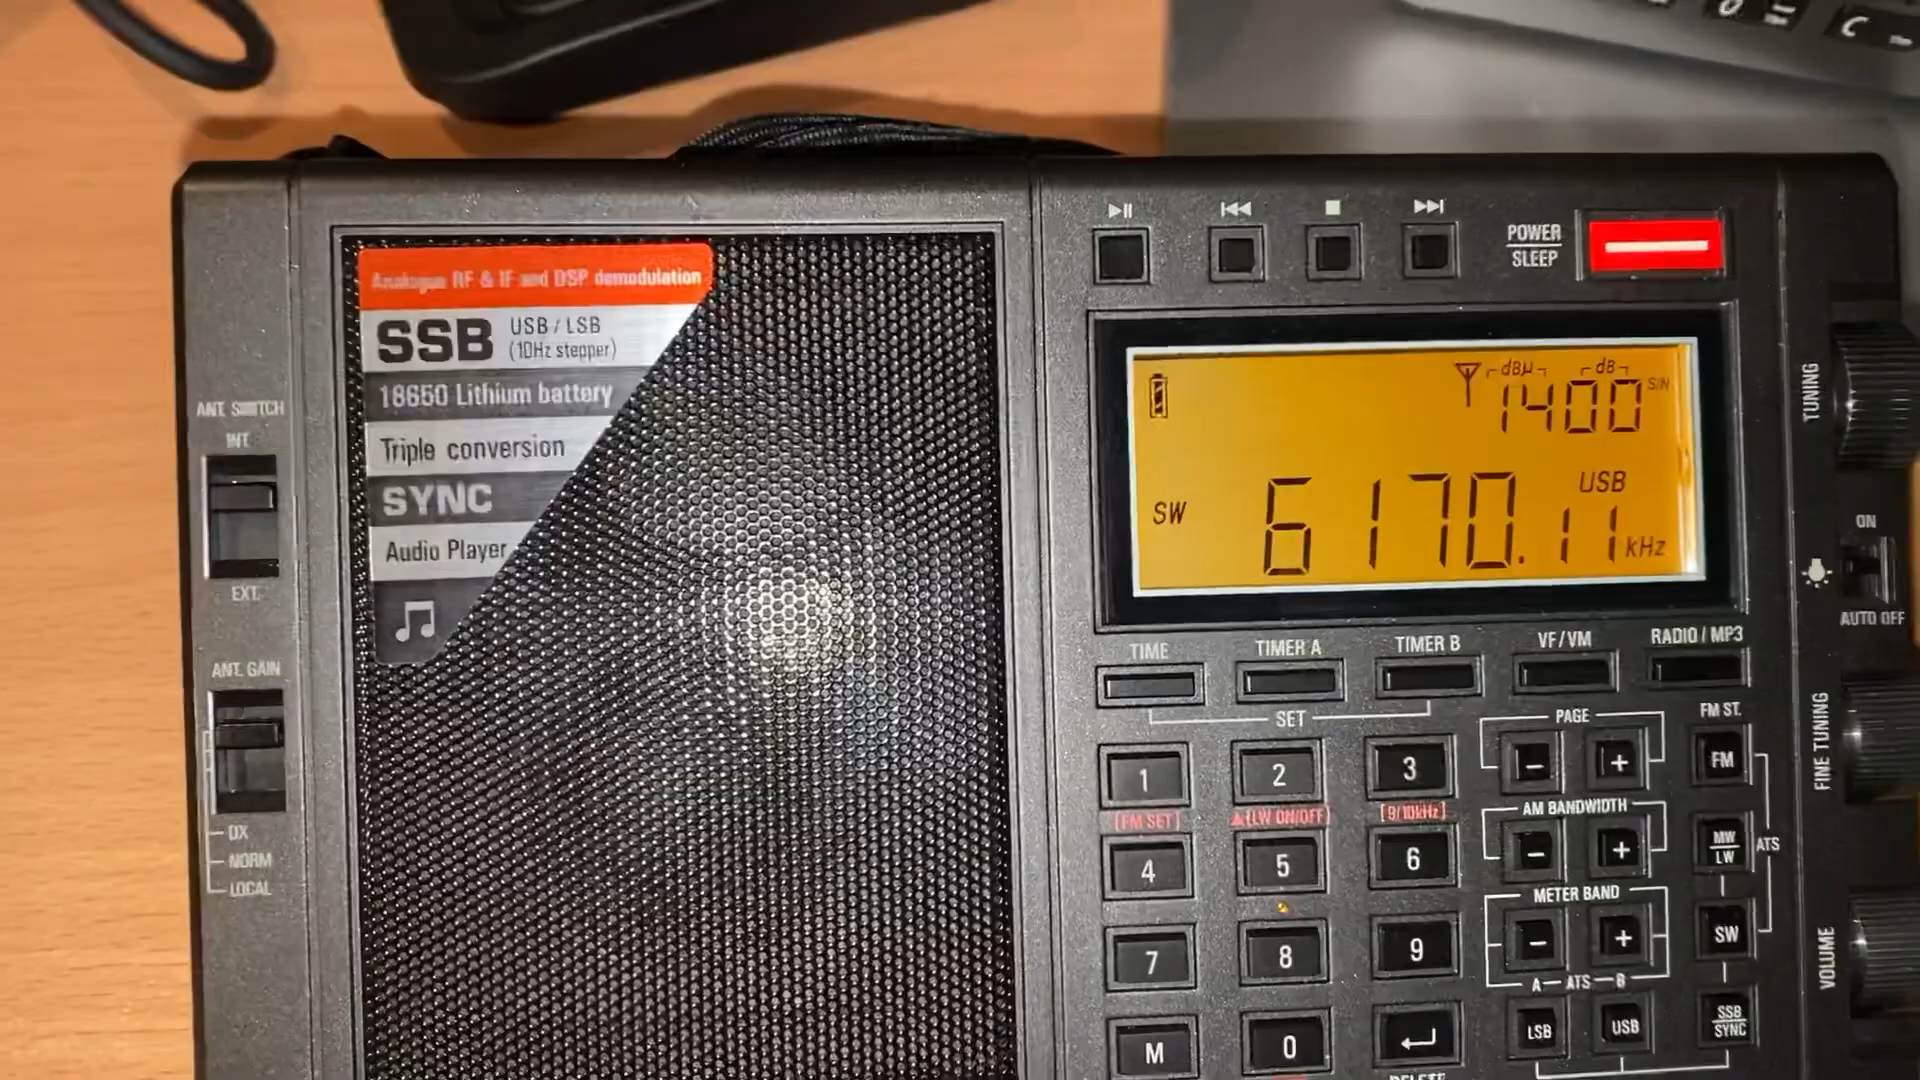 Analogue RF & IF and DSP demodulation
SSB USB / LSB
(10Hz stepper)
18650 Lithium battery
Triple conversion
SYNC
Audio Player
ANT. SWITCH
INT.
EXT.
ANT. GAIN
DX
NORM
LOCAL
POWER
SLEEP
dBµ dB
1400 S/N
USB
SW 6170.11 kHz
TUNING
ON
AUTO OFF
FINE TUNING
VOLUME
TIME TIMER A TIMER B VF/VM RADIO / MP3
SET
PAGE
FM ST.
1 2 3 - + FM
[FM SET] ▲[LW ON/OFF] [9/10kHz]
AM BANDWIDTH
4 5 6 - + MW
LW
ATS
METER BAND
7 8 9 - + SW
A ATS B
M 0 LSB USB SSB
SYNC
DELETE
C